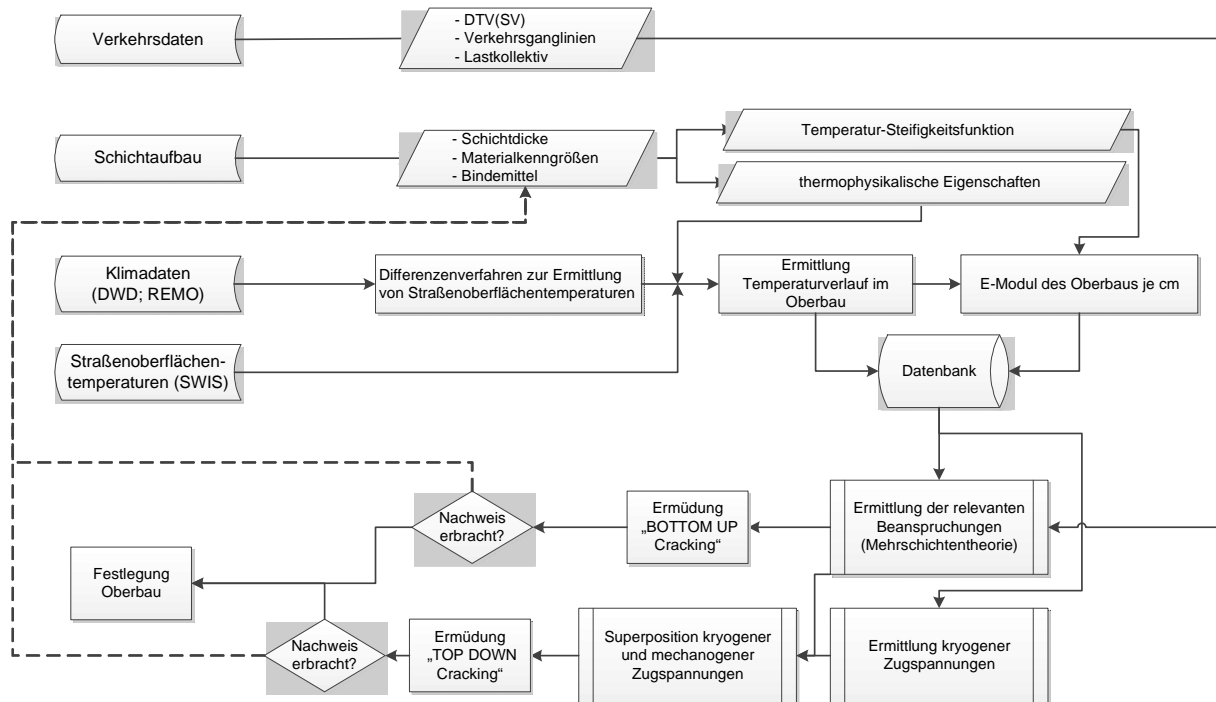 Verkehrsdaten
- DTV(SV)
- Verkehrsganglinien
- Lastkollektiv
Schichtaufbau
- Schichtdicke
- Materialkenngrößen
- Bindemittel
Temperatur-Steifigkeitsfunktion
thermophysikalische Eigenschaften
Klimadaten
(DWD; REMO)
Differenzenverfahren zur Ermittlung
von Straßenoberflächentemperaturen
Ermittlung
Temperaturverlauf im
Oberbau
E-Modul des Oberbaus je cm
Straßenoberflächen-
temperaturen (SWIS)
Datenbank
Nachweis
erbracht?
Ermüdung
„BOTTOM UP
Cracking“
Ermittlung der relevanten
Beanspruchungen
(Mehrschichtentheorie)
Festlegung
Oberbau
Nachweis
erbracht?
Ermüdung
„TOP DOWN
Cracking“
Superposition kryogener
und mechanogener
Zugspannungen
Ermittlung kryogener
Zugspannungen